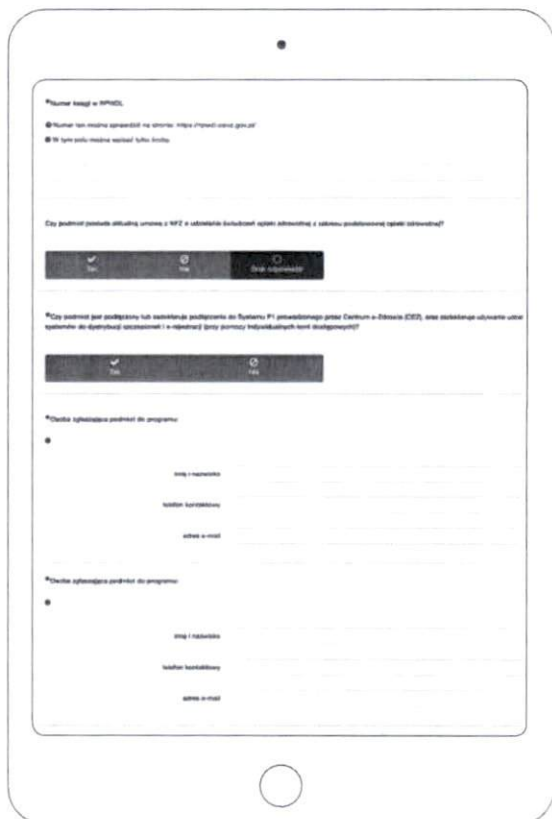 *Numer księgi w RPWDL
Numer ten można sprawdzić na stronie: https://rpwdl.csioz.gov.pl/
W tym polu można wpisać tylko liczby.
Czy podmiot posiada aktualną umowę z NFZ o udzielanie świadczeń opieki zdrowotnej z zakresu podstawowej opieki zdrowotnej?
Tak Nie Brak odpowiedzi
*Czy podmiot jest podłączony lub zadeklaruje podłączenie do Systemu P1 prowadzonego przez Centrum e-Zdrowia (CEZ), oraz zadeklaruje używanie
systemów do dystrybucji szczepionek i e-rejestracji (przy pomocy indywidualnych kont dostępowych)?
Tak Nie
*Osoba zgłaszająca podmiot do programu
imię i nazwisko
telefon kontaktowy
adres e-mail
*Osoba zgłaszająca podmiot do programu
imię i nazwisko
telefon kontaktowy
adres e-mail